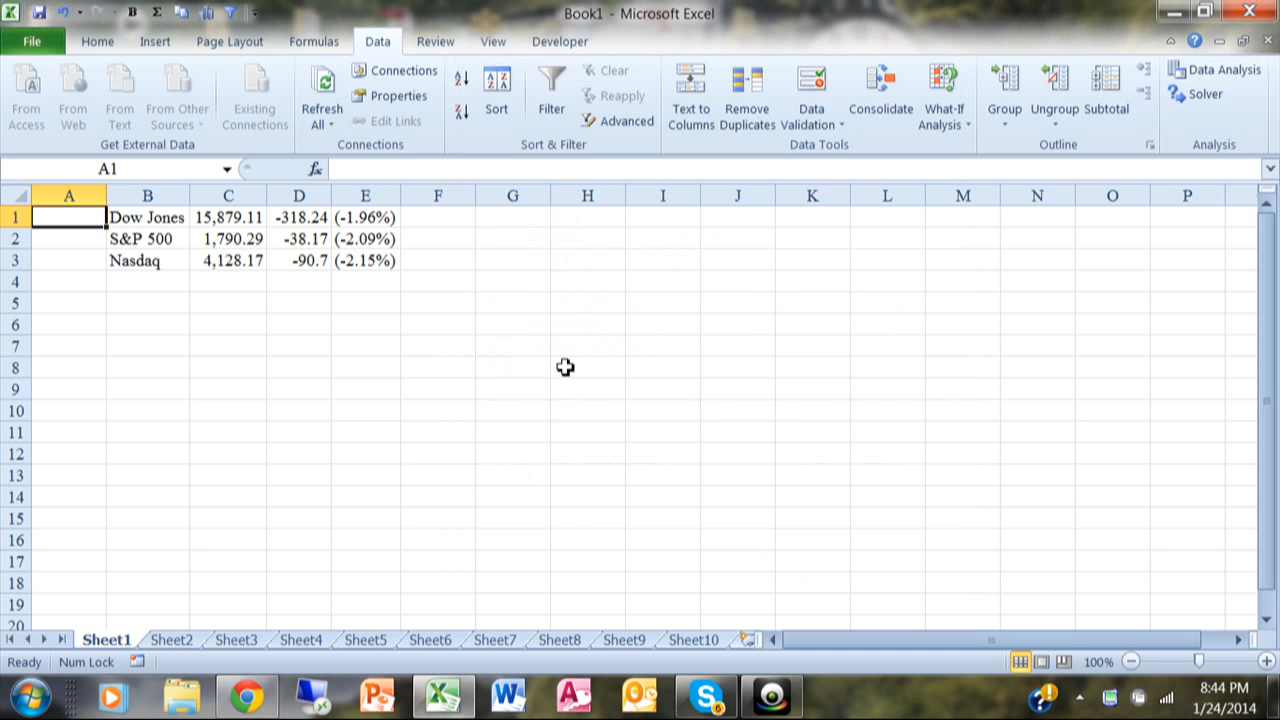 Book1 - Microsoft Excel
File Home Insert Page Layout Formulas Data Review View Developer
From Access
From Web
From Text
From Other Sources
Existing Connections
Get External Data
Refresh All
Connections
Properties
Edit Links
Connections
Sort
Filter
Clear
Reapply
Advanced
Sort & Filter
Text to Columns
Remove Duplicates
Data Validation
Consolidate
What-If Analysis
Data Tools
Group
Ungroup
Subtotal
Outline
Data Analysis
Solver
Analysis
A1 fx
A B C D E F G H I J K L M N O P
1 Dow Jones 15,879.11 -318.24 (-1.96%)
2 S&P 500 1,790.29 -38.17 (-2.09%)
3 Nasdaq 4,128.17 -90.7 (-2.15%)
4
5
6
7
8
9
10
11
12
13
14
15
16
17
18
19
20
Sheet1 Sheet2 Sheet3 Sheet4 Sheet5 Sheet6 Sheet7 Sheet8 Sheet9 Sheet10
Ready Num Lock 100%
8:44 PM
1/24/2014